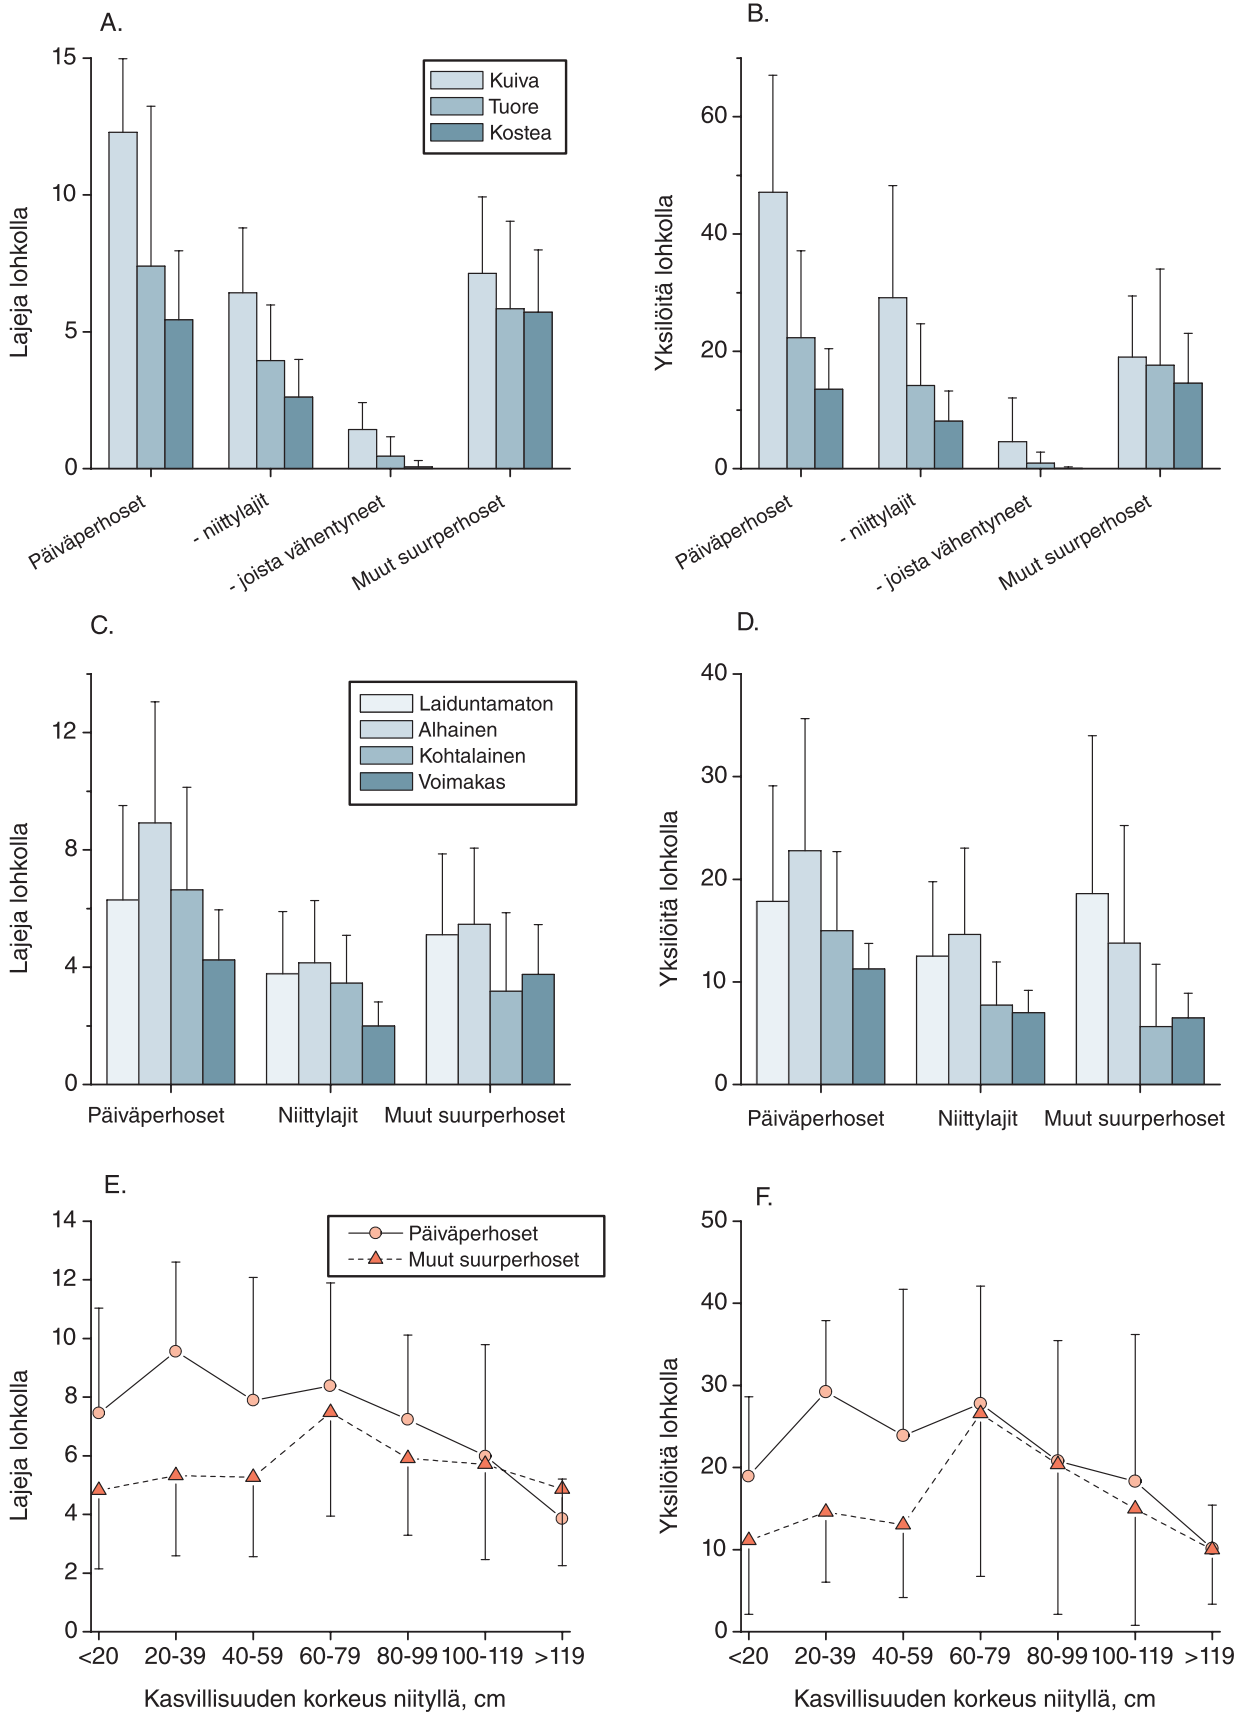 A.
15
10
5
0
Lajeja lohkolla
Kuiva
Tuore
Kostea
Päiväperhoset
- niittylajit
- joista vähentyneet
Muut suurperhoset
B.
60
40
20
0
Yksilöitä lohkolla
Päiväperhoset
- niittylajit
- joista vähentyneet
Muut suurperhoset
C.
12
8
4
0
Lajeja lohkolla
Laiduntamaton
Alhainen
Kohtalainen
Voimakas
Päiväperhoset Niittylajit Muut suurperhoset
D.
40
30
20
10
0
Yksilöitä lohkolla
Päiväperhoset Niittylajit Muut suurperhoset
E.
14
12
10
8
6
4
2
0
Lajeja lohkolla
Päiväperhoset
Muut suurperhoset
<20 20-39 40-59 60-79 80-99 100-119 >119
Kasvillisuuden korkeus niityllä, cm
F.
50
40
30
20
10
0
Yksilöitä lohkolla
<20 20-39 40-59 60-79 80-99 100-119 >119
Kasvillisuuden korkeus niityllä, cm